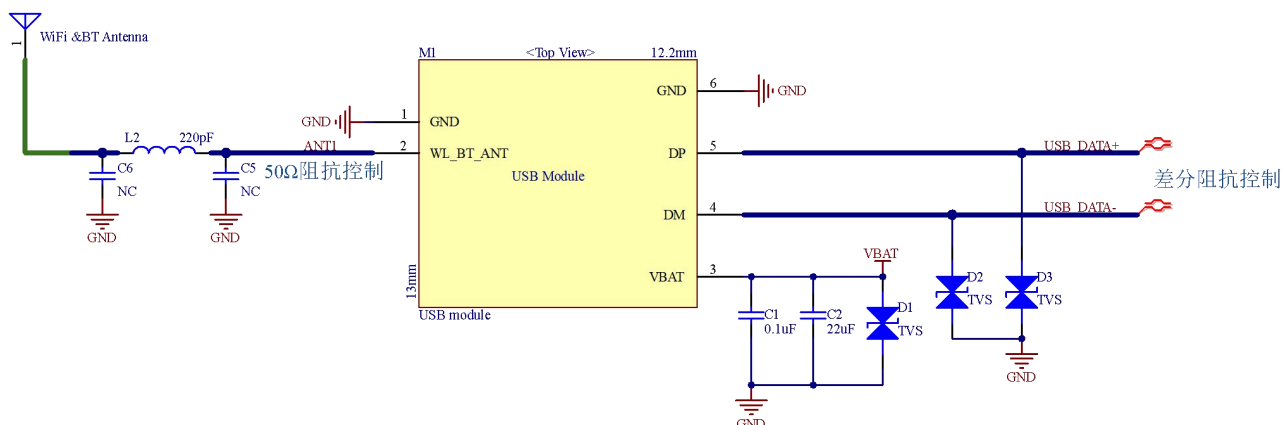 WiFi &BT Antenna
1
M1
<Top View>
12.2mm
GND
6
GND
GND
1
GND
L2
220pF
ANT1
2
WL_BT_ANT
DP
5
USB_DATA+
C6
NC
C5
NC
50Ω阻抗控制
USB Module
差分阻抗控制
GND
GND
DM
4
USB_DATA-
VBAT
VBAT
3
D2
TVS
D3
TVS
13mm
USB module
C1
0.1uF
C2
22uF
D1
TVS
GND
GND